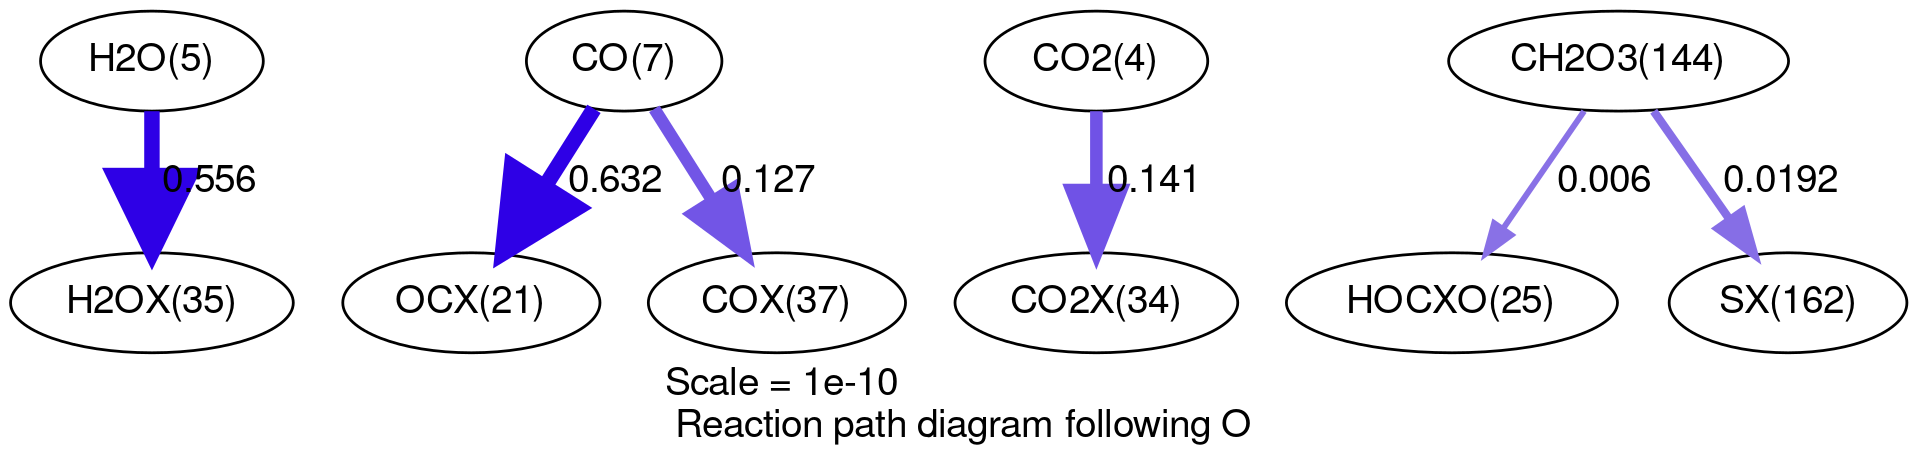 H2O(5)
CO(7)
CO2(4)
CH2O3(144)
0.556
0.632
0.127
0.141
0.006
0.0192
H2OX(35)
OCX(21)
COX(37)
CO2X(34)
HOCXO(25)
SX(162)
Scale = 1e-10
Reaction path diagram following O